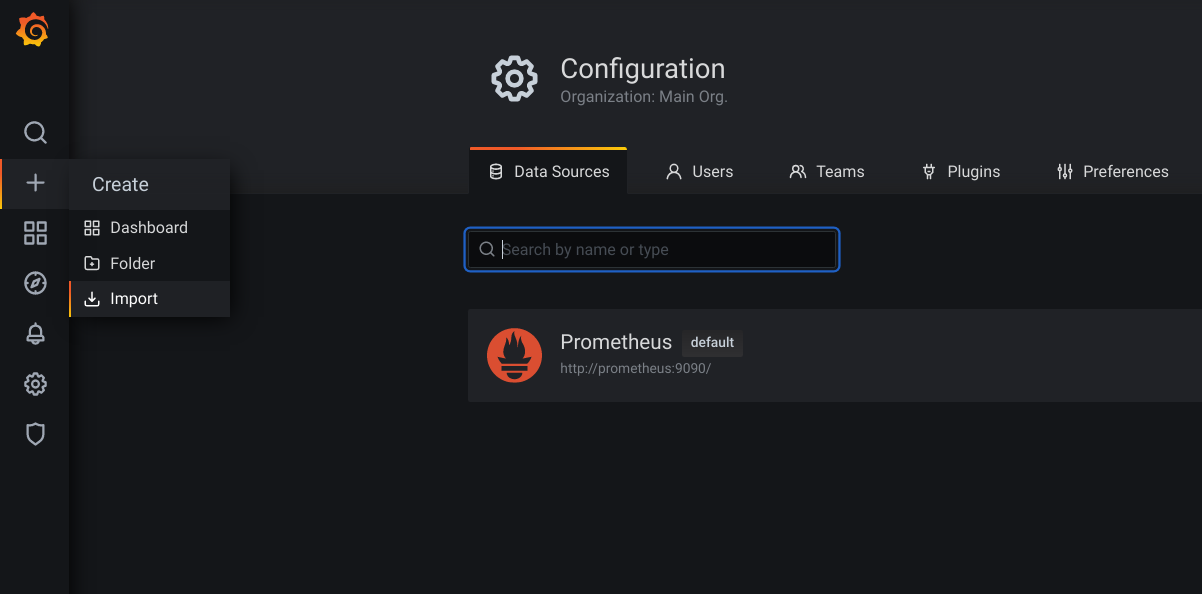 Configuration
Organization: Main Org.
Create
Dashboard
Folder
Import
Data Sources
Users
Teams
Plugins
Preferences
Search by name or type
Prometheus default
http://prometheus:9090/